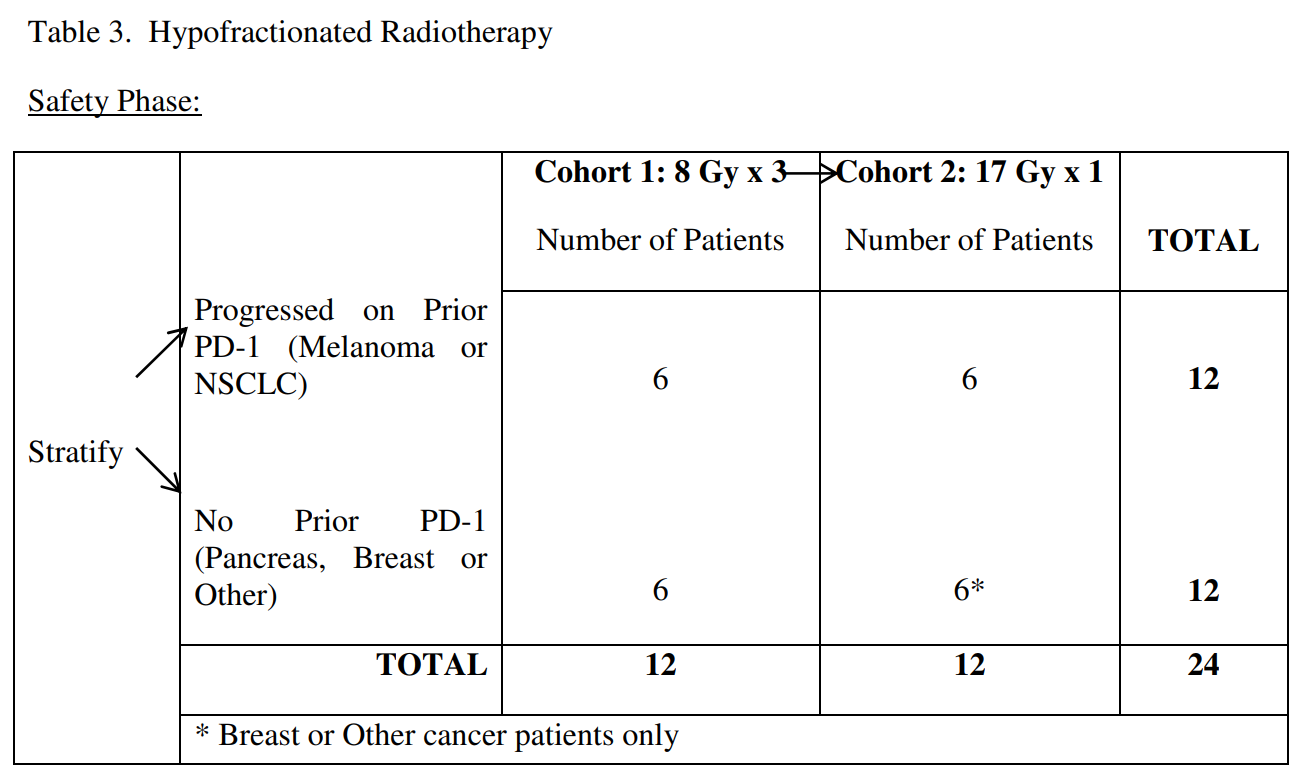 Table 3. Hypofractionated Radiotherapy
Safety Phase:
Cohort 1: 8 Gy x 3 Cohort 2: 17 Gy x 1
Number of Patients Number of Patients TOTAL
Progressed on Prior
PD-1 (Melanoma or
NSCLC) 6 6 12
Stratify
No Prior PD-1
(Pancreas, Breast or
Other) 6 6* 12
TOTAL 12 12 24
* Breast or Other cancer patients only